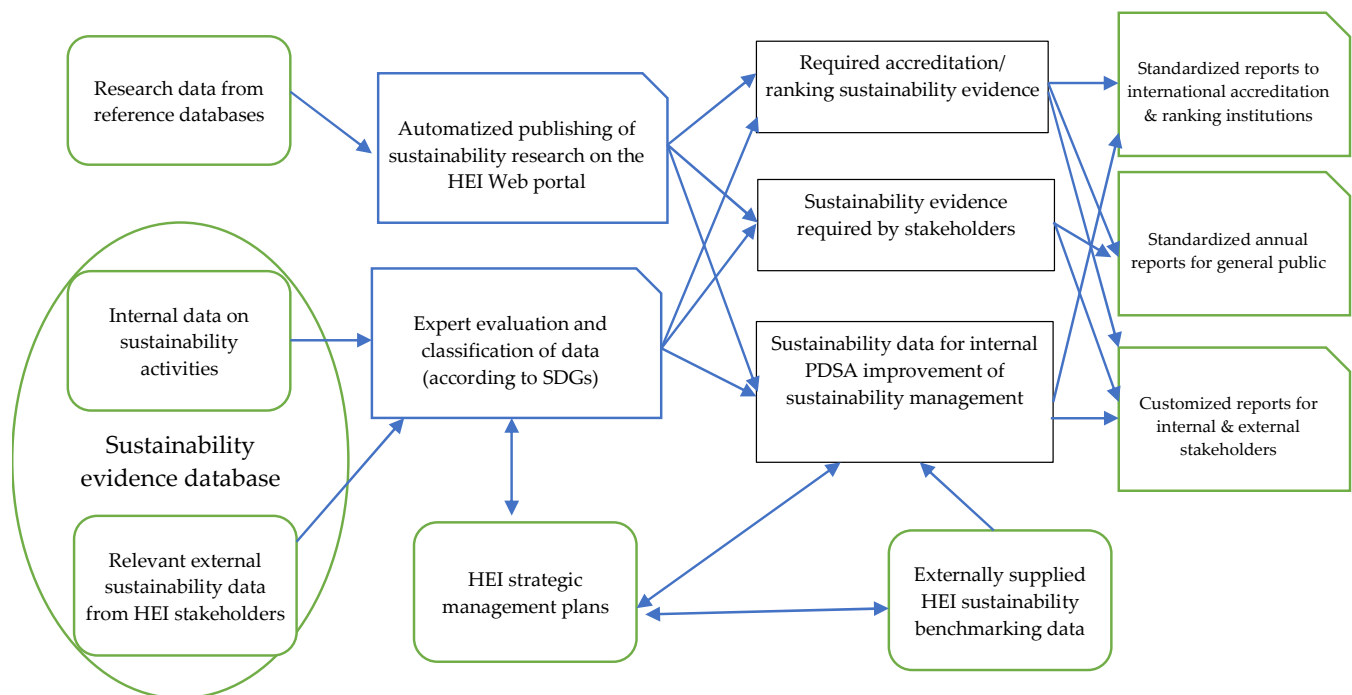 Research data from
reference databases
Automatized publishing of
sustainability research on the
HEI Web portal
Required accreditation/
ranking sustainability evidence
Standardized reports to
international accreditation
& ranking institutions
Sustainability evidence
required by stakeholders
Standardized annual
reports for general public
Internal data on
sustainability
activities
Expert evaluation and
classification of data
(according to SDGs)
Sustainability data for internal
PDSA improvement of
sustainability management
Customized reports for
internal & external
stakeholders
Sustainability
evidence database
Relevant external
sustainability data
from HEI stakeholders
HEI strategic
management plans
Externally supplied
HEI sustainability
benchmarking data